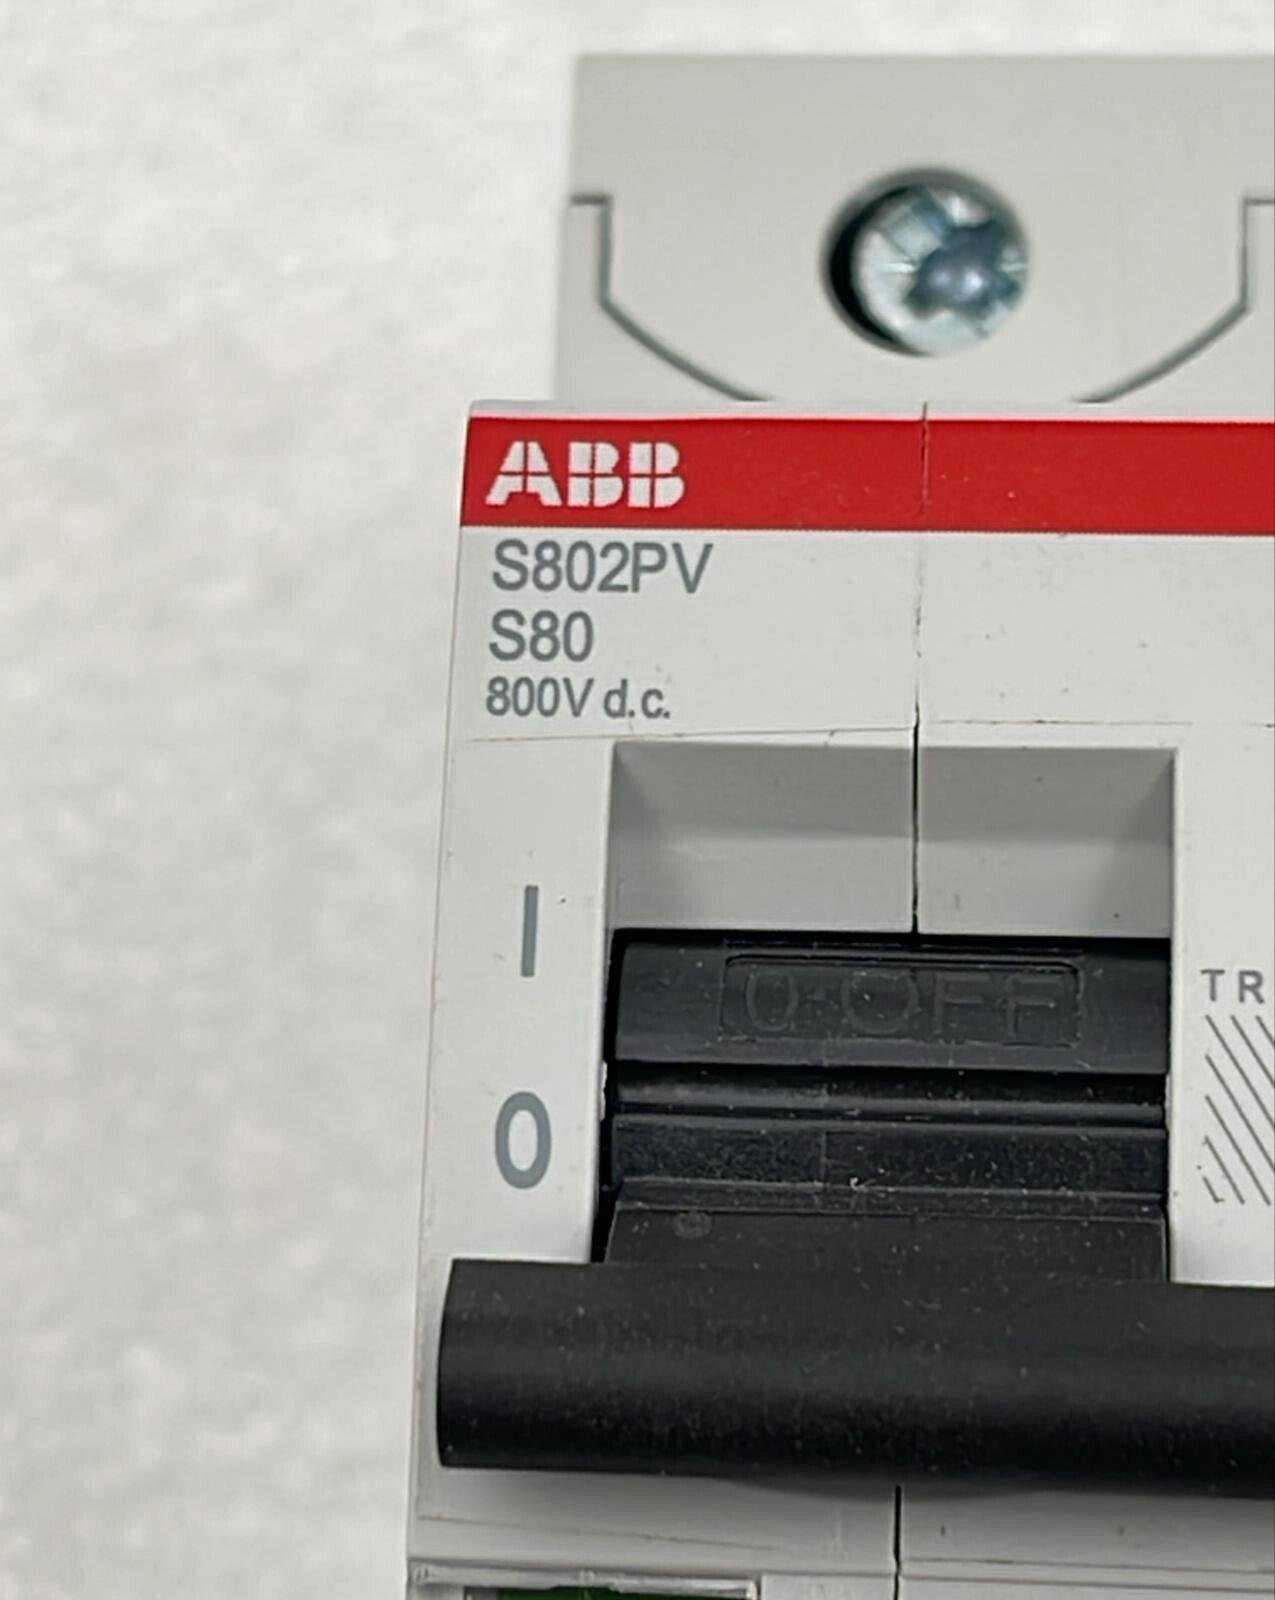 ABB
S802PV
S80
800V d.c.
I
0·OFF
TR
0